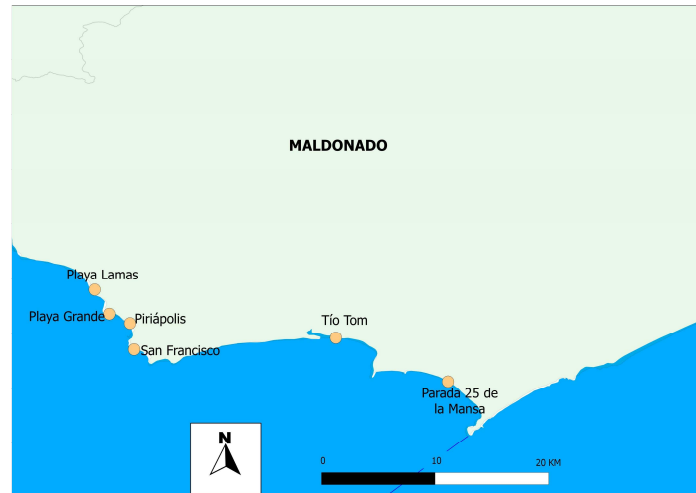 MALDONADO
Playa Lamas
Playa Grande
Piriápolis
San Francisco
Tío Tom
Parada 25 de
la Mansa
N
0 10 20 KM